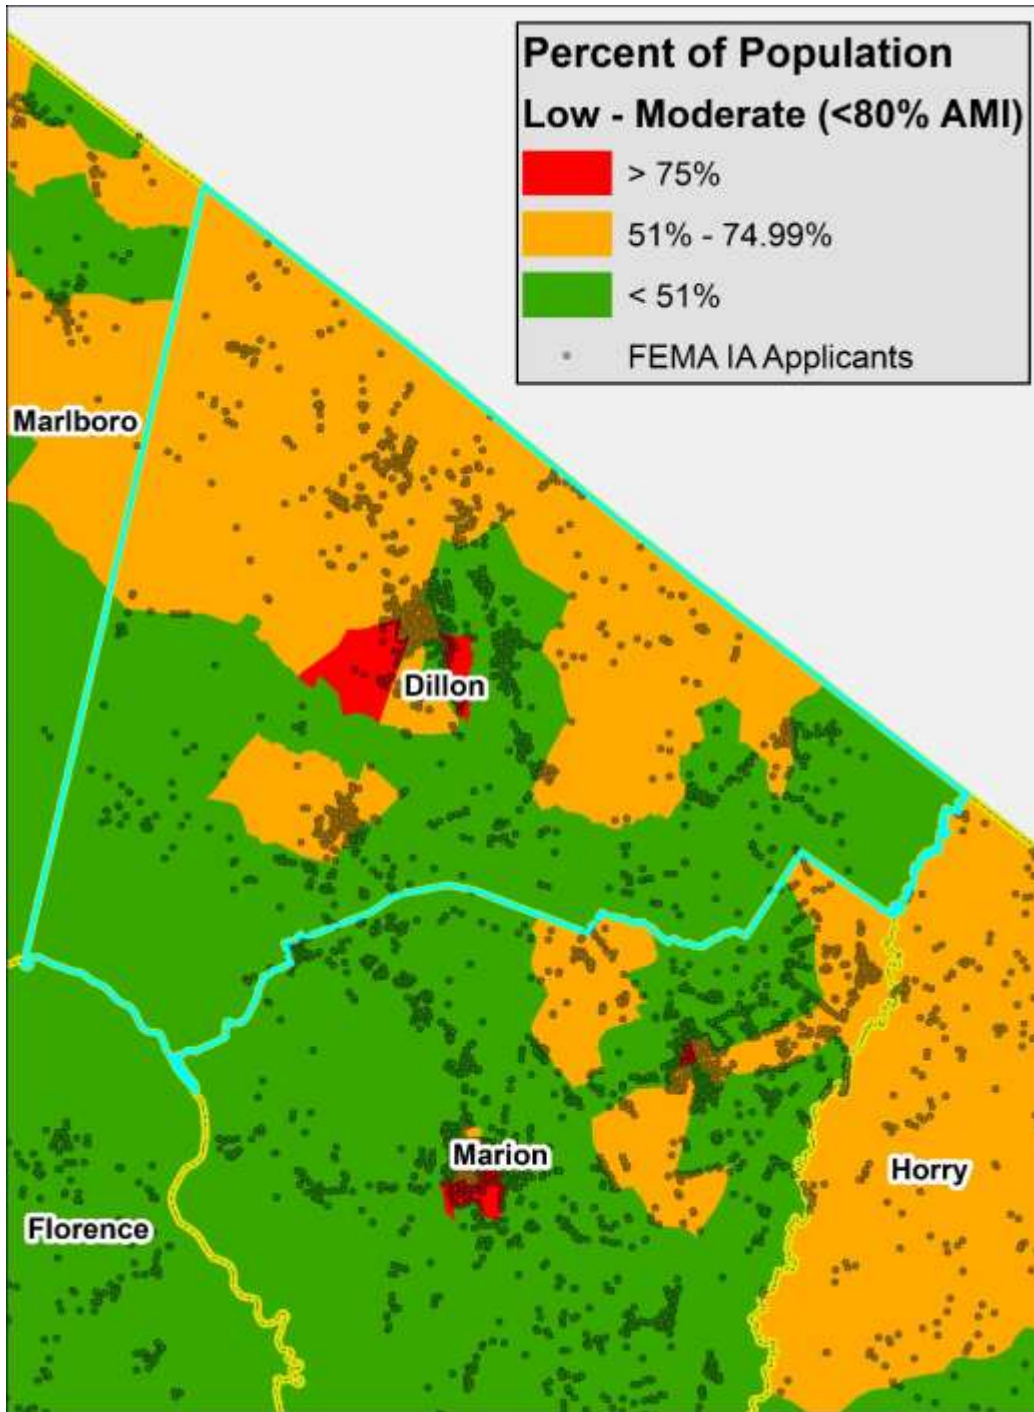 Percent of Population
Low - Moderate (<80% AMI)
> 75%
51% - 74.99%
< 51%
FEMA IA Applicants
Marlboro
Dillon
Marion
Horry
Florence